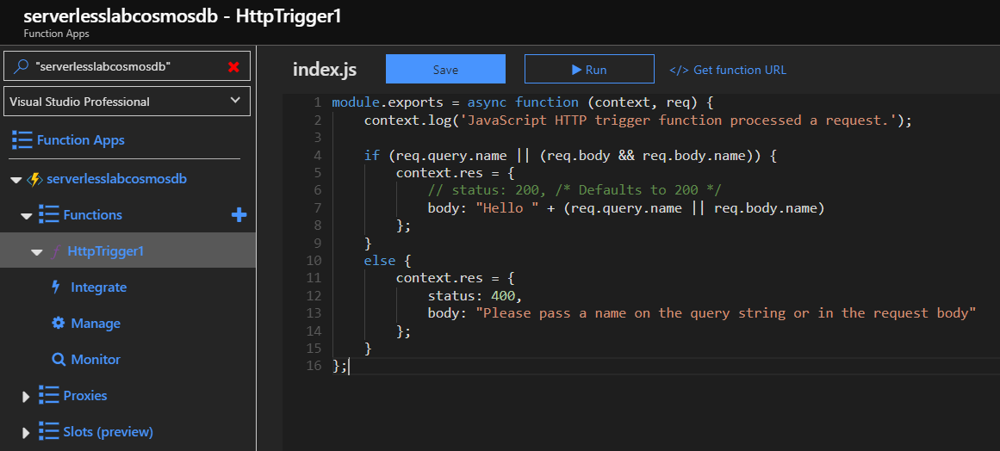 serverlesslabcosmosdb - HttpTrigger1
Function Apps
"serverlesslabcosmosdb"
Visual Studio Professional
Function Apps
serverlesslabcosmosdb
Functions
HttpTrigger1
Integrate
Manage
Monitor
Proxies
Slots (preview)
index.js
Save
Run
</> Get function URL
1 module.exports = async function (context, req) {
2     context.log('JavaScript HTTP trigger function processed a request.');
3
4     if (req.query.name || (req.body && req.body.name)) {
5         context.res = {
6             // status: 200, /* Defaults to 200 */
7             body: "Hello " + (req.query.name || req.body.name)
8         };
9     }
10     else {
11         context.res = {
12             status: 400,
13             body: "Please pass a name on the query string or in the request body"
14         };
15     }
16 };